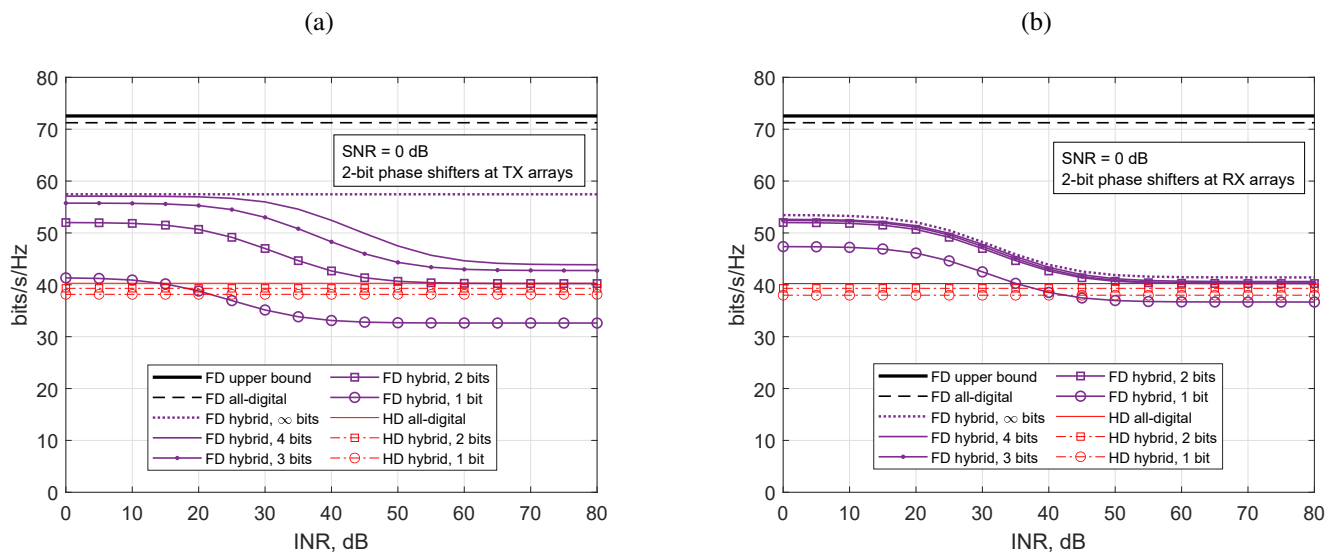 (a)
80
70
60
50
40
30
20
10
0
bits/s/Hz
SNR = 0 dB
2-bit phase shifters at TX arrays
FD upper bound
FD all-digital
FD hybrid, ∞ bits
FD hybrid, 4 bits
FD hybrid, 3 bits
FD hybrid, 2 bits
FD hybrid, 1 bit
HD all-digital
HD hybrid, 2 bits
HD hybrid, 1 bit
0 10 20 30 40 50 60 70 80
INR, dB
(b)
80
70
60
50
40
30
20
10
0
bits/s/Hz
SNR = 0 dB
2-bit phase shifters at RX arrays
FD upper bound
FD all-digital
FD hybrid, ∞ bits
FD hybrid, 4 bits
FD hybrid, 3 bits
FD hybrid, 2 bits
FD hybrid, 1 bit
HD all-digital
HD hybrid, 2 bits
HD hybrid, 1 bit
0 10 20 30 40 50 60 70 80
INR, dB